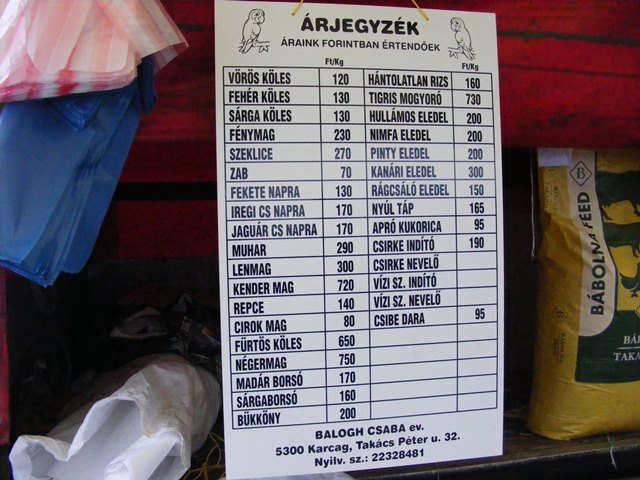 ÁRJEGYZÉK
ÁRAINK FORINTBAN ÉRTENDŐEK
Ft/Kg Ft/Kg
VÖRÖS KÖLES 120 HÁNTOLATLAN RIZS 160
FEHÉR KÖLES 130 TIGRIS MOGYORÓ 730
SÁRGA KÖLES 130 HULLÁMOS ELEDEL 200
FÉNYMAG 230 NIMFA ELEDEL 200
SZEKLICE 270 PINTY ELEDEL 200
ZAB 70 KANÁRI ELEDEL 300
FEKETE NAPRA 130 RÁGCSÁLÓ ELEDEL 150
IREGI CS NAPRA 170 NYÚL TÁP 165
JAGUÁR CS NAPRA 170 APRÓ KUKORICA 95
MUHAR 290 CSIRKE INDÍTÓ 190
LENMAG 300 CSIRKE NEVELŐ
KENDER MAG 720 VÍZI SZ. INDÍTÓ
REPCE 140 VÍZI SZ. NEVELŐ
CIROK MAG 80 CSIBE DARA 95
FÜRTÖS KÖLES 650
NÉGERMAG 750
MADÁR BORSÓ 170
SÁRGABORSÓ 160
BÜKKÖNY 200
BALOGH CSABA ev.
5300 Karcag, Takács Péter u. 32.
Nyilv. sz.: 22328481
B
BÁBOLNA FEED
BÁ
TAKA